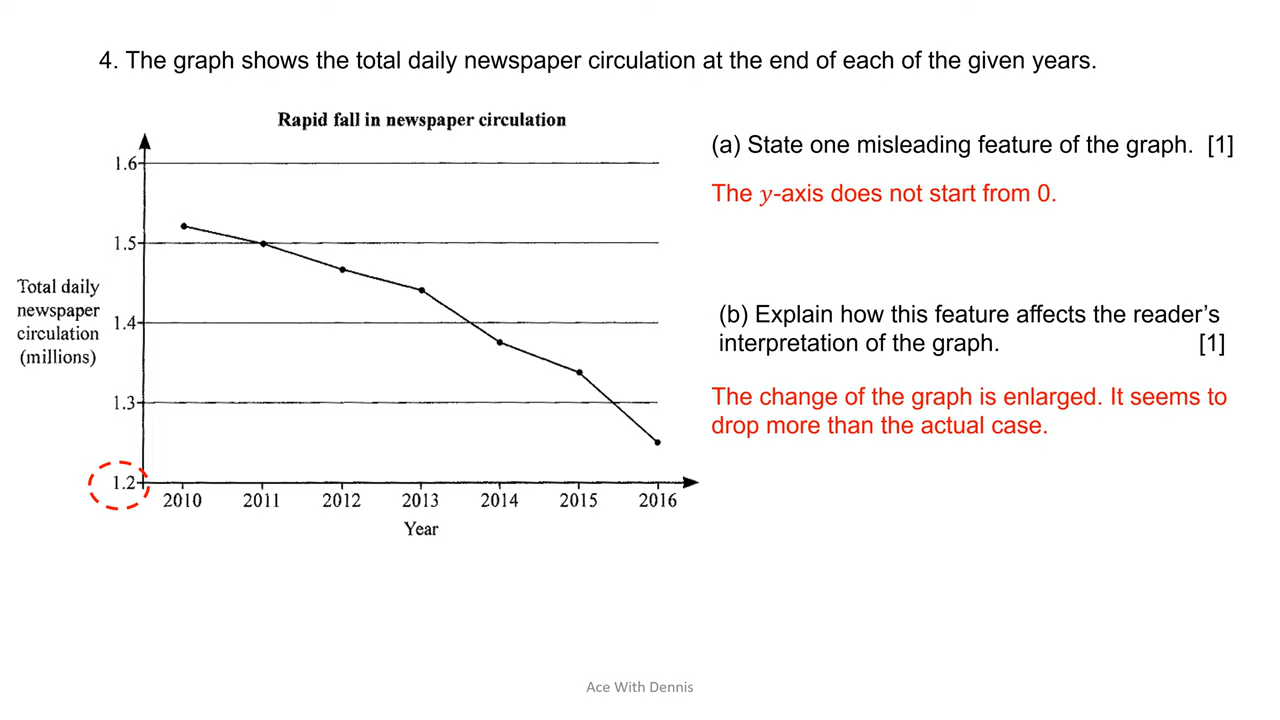 4. The graph shows the total daily newspaper circulation at the end of each of the given years.
Rapid fall in newspaper circulation
1.6
1.5
1.4
1.3
1.2
Total daily
newspaper
circulation
(millions)
2010 2011 2012 2013 2014 2015 2016
Year
(a) State one misleading feature of the graph. [1]
The y-axis does not start from 0.
(b) Explain how this feature affects the reader’s
interpretation of the graph. [1]
The change of the graph is enlarged. It seems to
drop more than the actual case.
Ace With Dennis